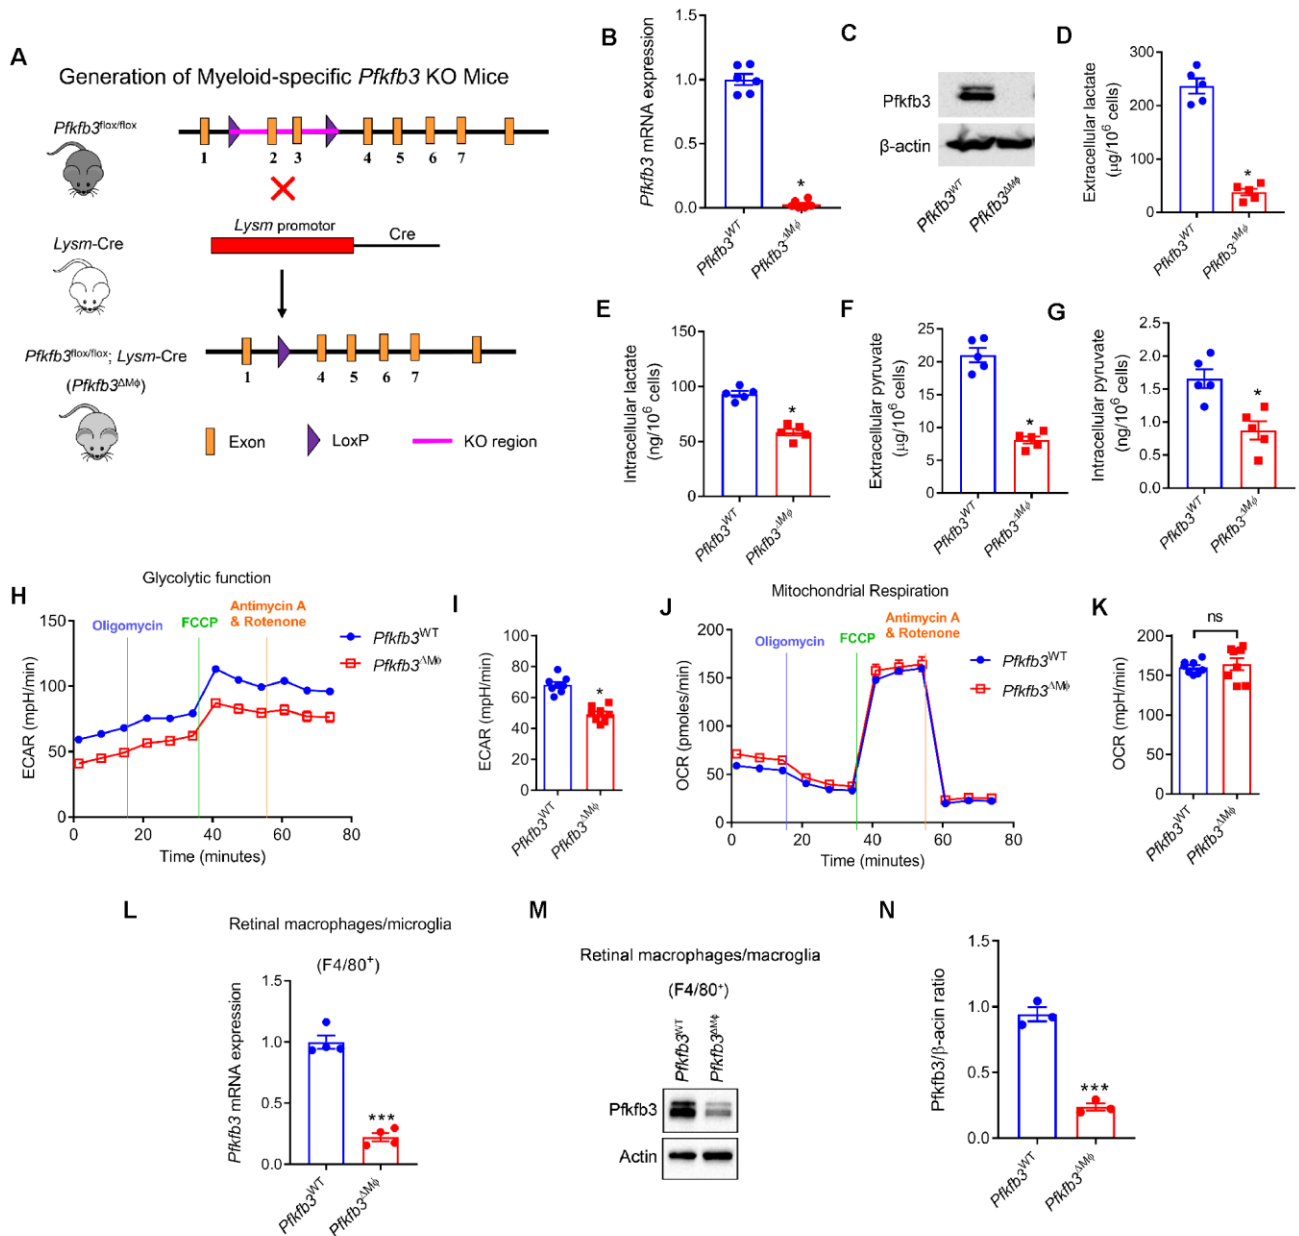 A
Generation of Myeloid-specific Pfkfb3 KO Mice
Pfkfb3flox/flox
1 2 3 4 5 6 7
Lysm-Cre
Lysm promotor
Cre
Pfkfb3flox/flox; Lysm-Cre
(Pfkfb3ΔMϕ)
1 4 5 6 7
Exon LoxP KO region
B
Pfkfb3 mRNA expression
1.5
1.0
0.5
0.0
*
Pfkfb3WT
Pfkfb3ΔMϕ
C
Pfkfb3
β-actin
Pfkfb3WT
Pfkfb3ΔMϕ
D
Extracellular lactate
(μg/10⁶ cells)
300
200
100
0
*
Pfkfb3WT
Pfkfb3ΔMϕ
E
Intracellular lactate
(ng/10⁶ cells)
150
100
50
0
*
Pfkfb3WT
Pfkfb3ΔMϕ
F
Extracellular pyruvate
(μg/10⁶ cells)
25
20
15
10
5
0
*
Pfkfb3WT
Pfkfb3ΔMϕ
G
Intracellular pyruvate
(ng/10⁶ cells)
2.5
2.0
1.5
1.0
0.5
0.0
*
Pfkfb3WT
Pfkfb3ΔMϕ
H
Glycolytic function
ECAR (mpH/min)
150
100
50
0
Oligomycin
FCCP
Antimycin A
& Rotenone
Pfkfb3WT
Pfkfb3ΔMϕ
0 20 40 60 80
Time (minutes)
I
ECAR (mpH/min)
100
80
60
40
20
0
*
Pfkfb3WT
Pfkfb3ΔMϕ
J
Mitochondrial Respiration
OCR (pmoles/min)
200
150
100
50
0
Oligomycin
FCCP
Antimycin A
& Rotenone
Pfkfb3WT
Pfkfb3ΔMϕ
0 20 40 60 80
Time (minutes)
K
OCR (mpH/min)
200
150
100
50
0
ns
Pfkfb3WT
Pfkfb3ΔMϕ
L
Retinal macrophages/microglia
(F4/80⁺)
Pfkfb3 mRNA expression
1.5
1.0
0.5
0.0
***
Pfkfb3WT
Pfkfb3ΔMϕ
M
Retinal macrophages/macroglia
(F4/80⁺)
Pfkfb3WT
Pfkfb3ΔMϕ
Pfkfb3
Actin
N
Pfkfb3/β-acin ratio
1.5
1.0
0.5
0.0
***
Pfkfb3WT
Pfkfb3ΔMϕ